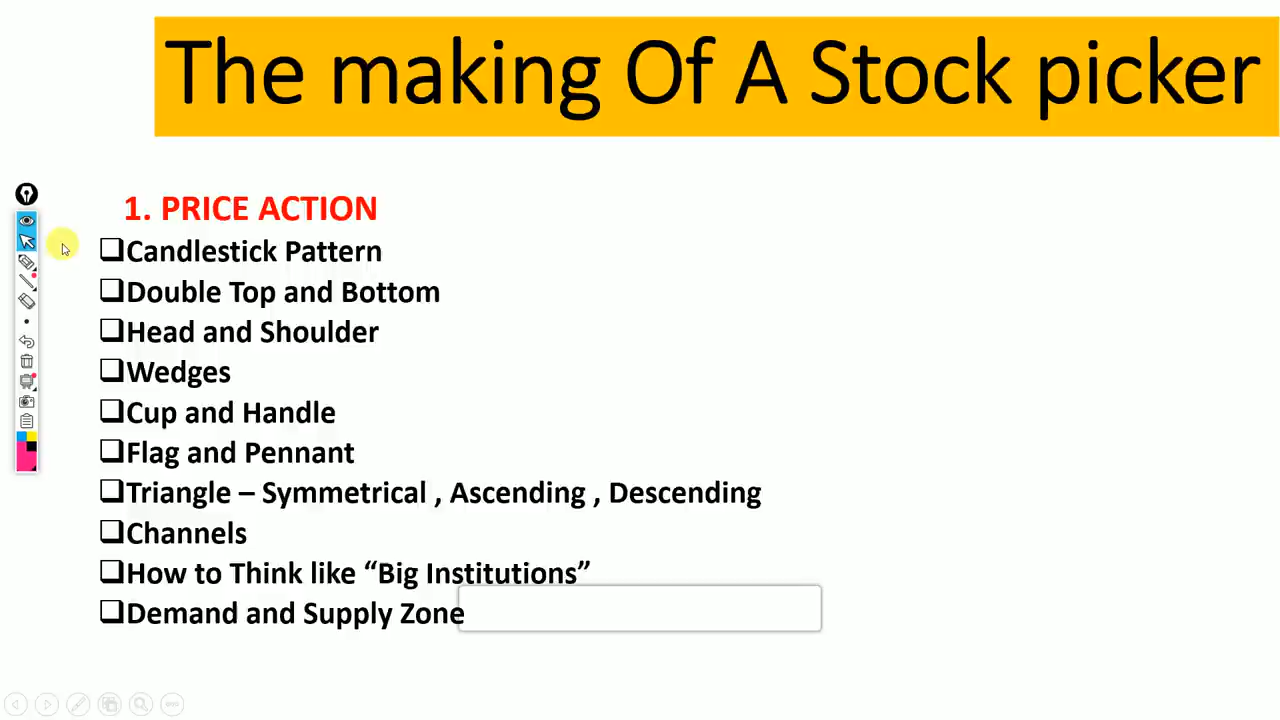 The making Of A Stock picker
1. PRICE ACTION
❑Candlestick Pattern
❑Double Top and Bottom
❑Head and Shoulder
❑Wedges
❑Cup and Handle
❑Flag and Pennant
❑Triangle – Symmetrical , Ascending , Descending
❑Channels
❑How to Think like “Big Institutions”
❑Demand and Supply Zone